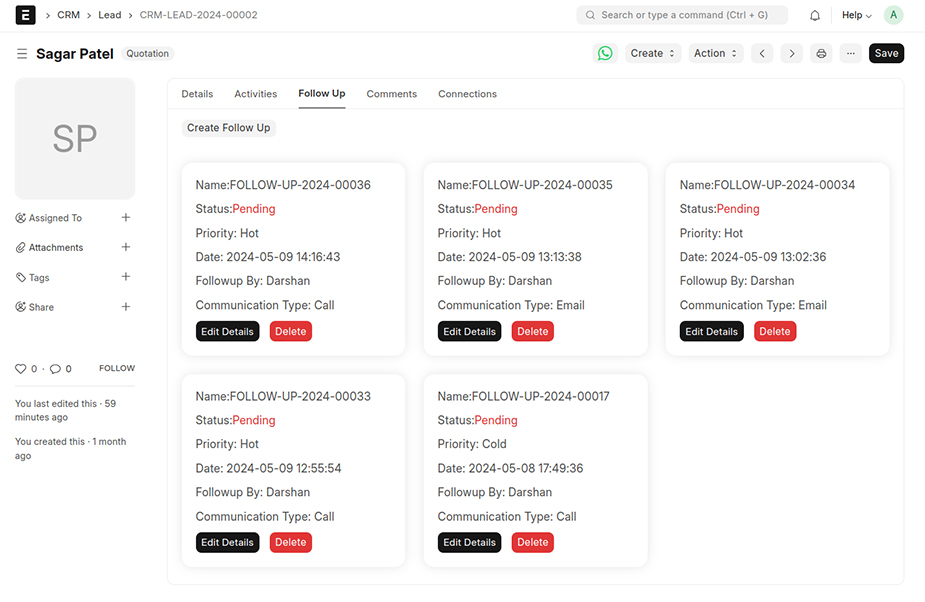 E CRM Lead CRM-LEAD-2024-00002 Search or type a command (Ctrl + G) Help A
Sagar Patel Quotation Create Action ... Save
SP
Assigned To
Attachments
Tags
Share
0 · 0 FOLLOW
You last edited this · 59
minutes ago
You created this · 1 month
ago
Details Activities Follow Up Comments Connections
Create Follow Up
Name:FOLLOW-UP-2024-00036
Status:Pending
Priority: Hot
Date: 2024-05-09 14:16:43
Followup By: Darshan
Communication Type: Call
Edit Details Delete
Name:FOLLOW-UP-2024-00035
Status:Pending
Priority: Hot
Date: 2024-05-09 13:13:38
Followup By: Darshan
Communication Type: Email
Edit Details Delete
Name:FOLLOW-UP-2024-00034
Status:Pending
Priority: Hot
Date: 2024-05-09 13:02:36
Followup By: Darshan
Communication Type: Email
Edit Details Delete
Name:FOLLOW-UP-2024-00033
Status:Pending
Priority: Hot
Date: 2024-05-09 12:55:54
Followup By: Darshan
Communication Type: Call
Edit Details Delete
Name:FOLLOW-UP-2024-00017
Status:Pending
Priority: Cold
Date: 2024-05-08 17:49:36
Followup By: Darshan
Communication Type: Call
Edit Details Delete